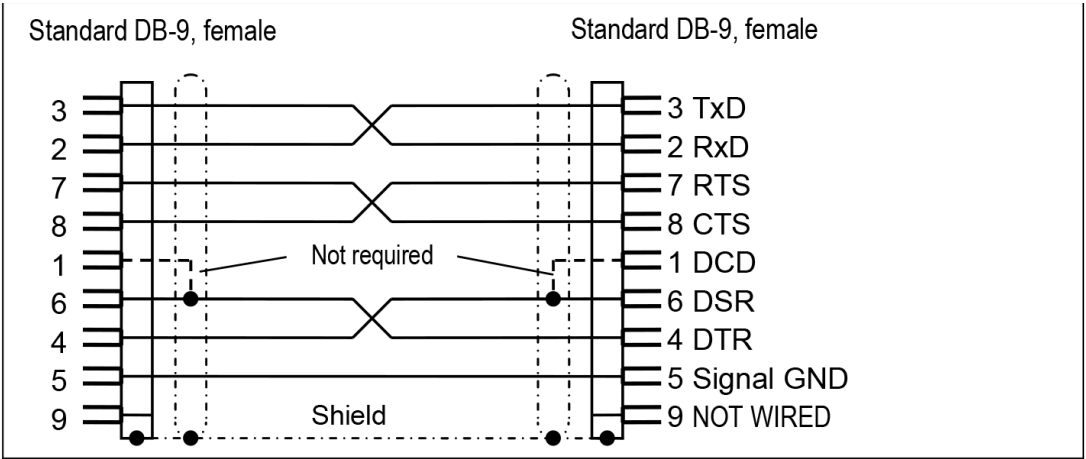 Standard DB-9, female Standard DB-9, female
3 3 TxD
2 2 RxD
7 7 RTS
8 8 CTS
Not required
1 1 DCD
6 6 DSR
4 4 DTR
5 5 Signal GND
9 Shield 9 NOT WIRED